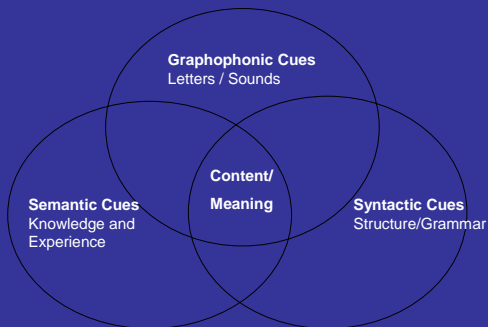 Graphophonic Cues
Letters / Sounds
Content/
Meaning
Semantic Cues
Knowledge and
Experience
Syntactic Cues
Structure/Grammar